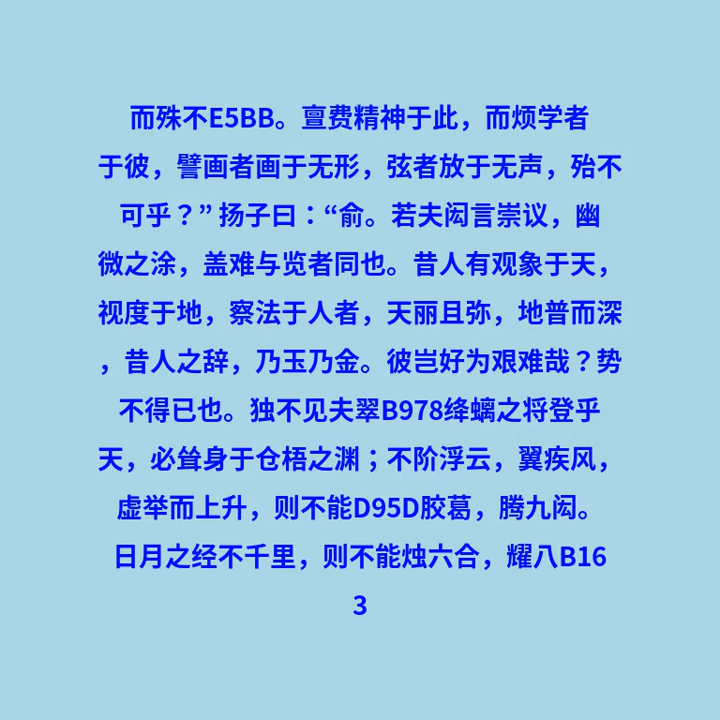 而殊不E5BB。亶费精神于此，而烦学者
于彼，譬画者画于无形，弦者放于无声，殆不
可乎？” 扬子曰：“俞。若夫闳言崇议，幽
微之涂，盖难与览者同也。昔人有观象于天，
视度于地，察法于人者，天丽且弥，地普而深
，昔人之辞，乃玉乃金。彼岂好为艰难哉？势
不得已也。独不见夫翠B978绛螭之将登乎
天，必耸身于仓梧之渊；不阶浮云，翼疾风，
虚举而上升，则不能D95D胶葛，腾九闳。
日月之经不千里，则不能烛六合，耀八B16
3